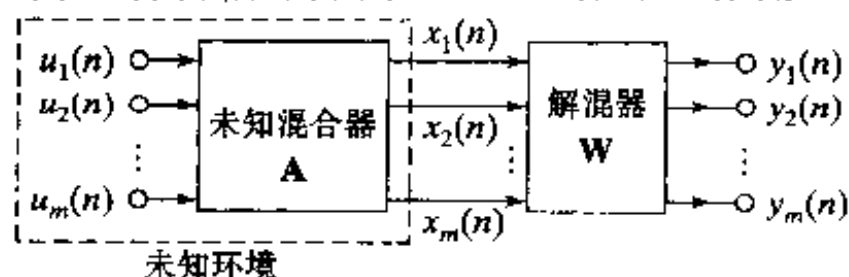 u₁(n)
u₂(n)
⋮
uₘ(n)
未知混合器
A
x₁(n)
x₂(n)
⋮
xₘ(n)
解混器
W
y₁(n)
y₂(n)
⋮
yₘ(n)
未知环境